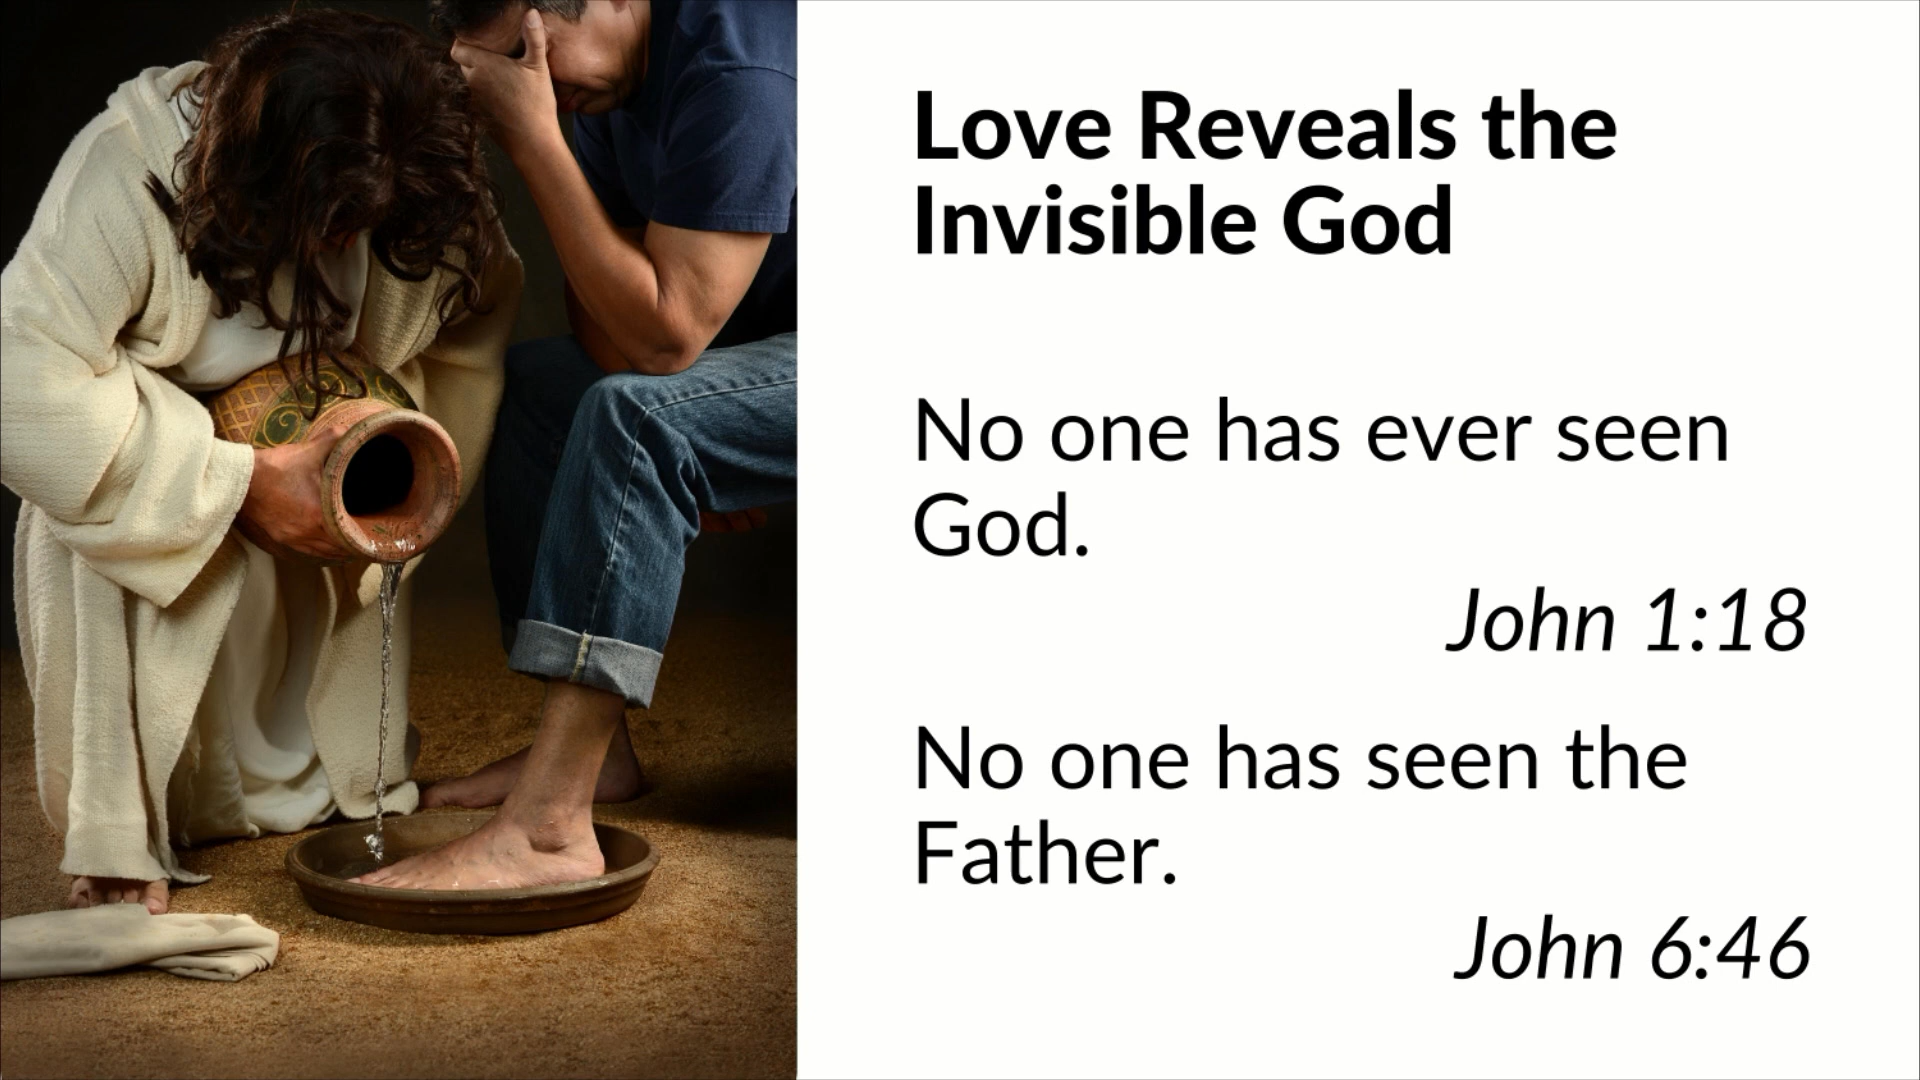 Love Reveals the
Invisible God
No one has ever seen
God.
John 1:18
No one has seen the
Father.
John 6:46